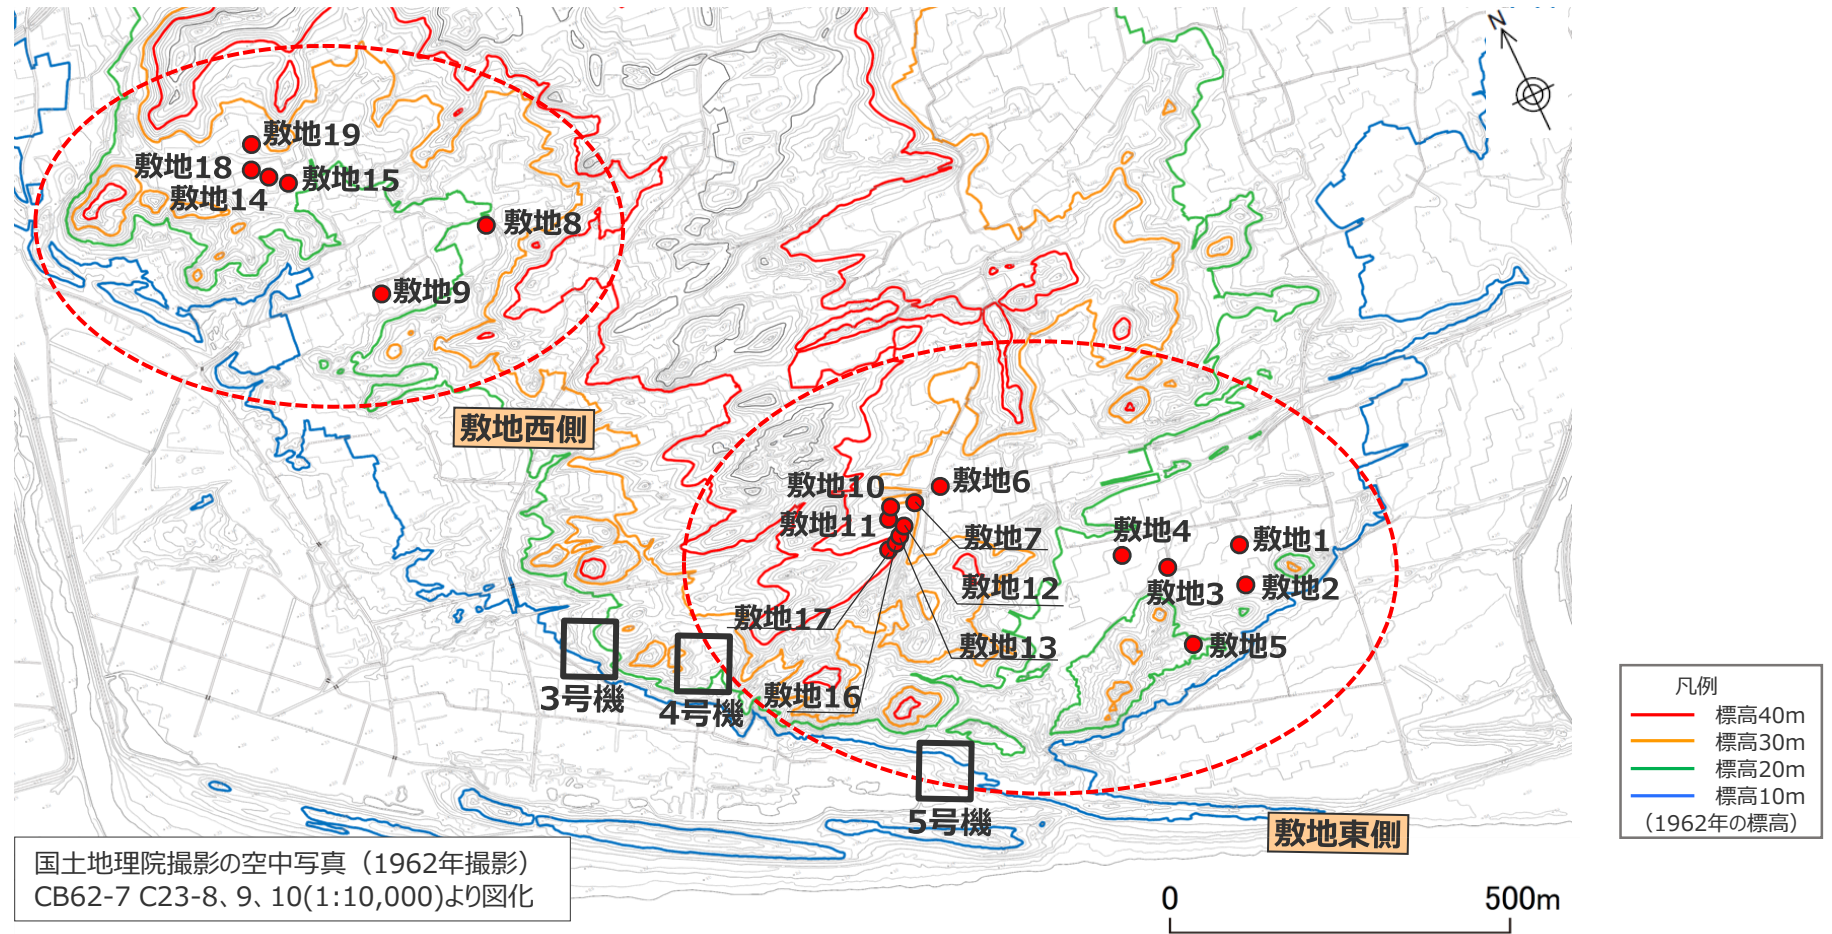 N
敷地19
敷地18
敷地15
敷地14
敷地8
敷地9
敷地西側
敷地10
敷地6
敷地11
敷地7
敷地4
敷地1
敷地12
敷地3
敷地2
敷地17
敷地13
敷地5
敷地16
3号機
4号機
5号機
敷地東側
凡例
標高40m
標高30m
標高20m
標高10m
（1962年の標高）
国土地理院撮影の空中写真（1962年撮影）
CB62-7 C23-8、9、10(1:10,000)より図化
0 500m